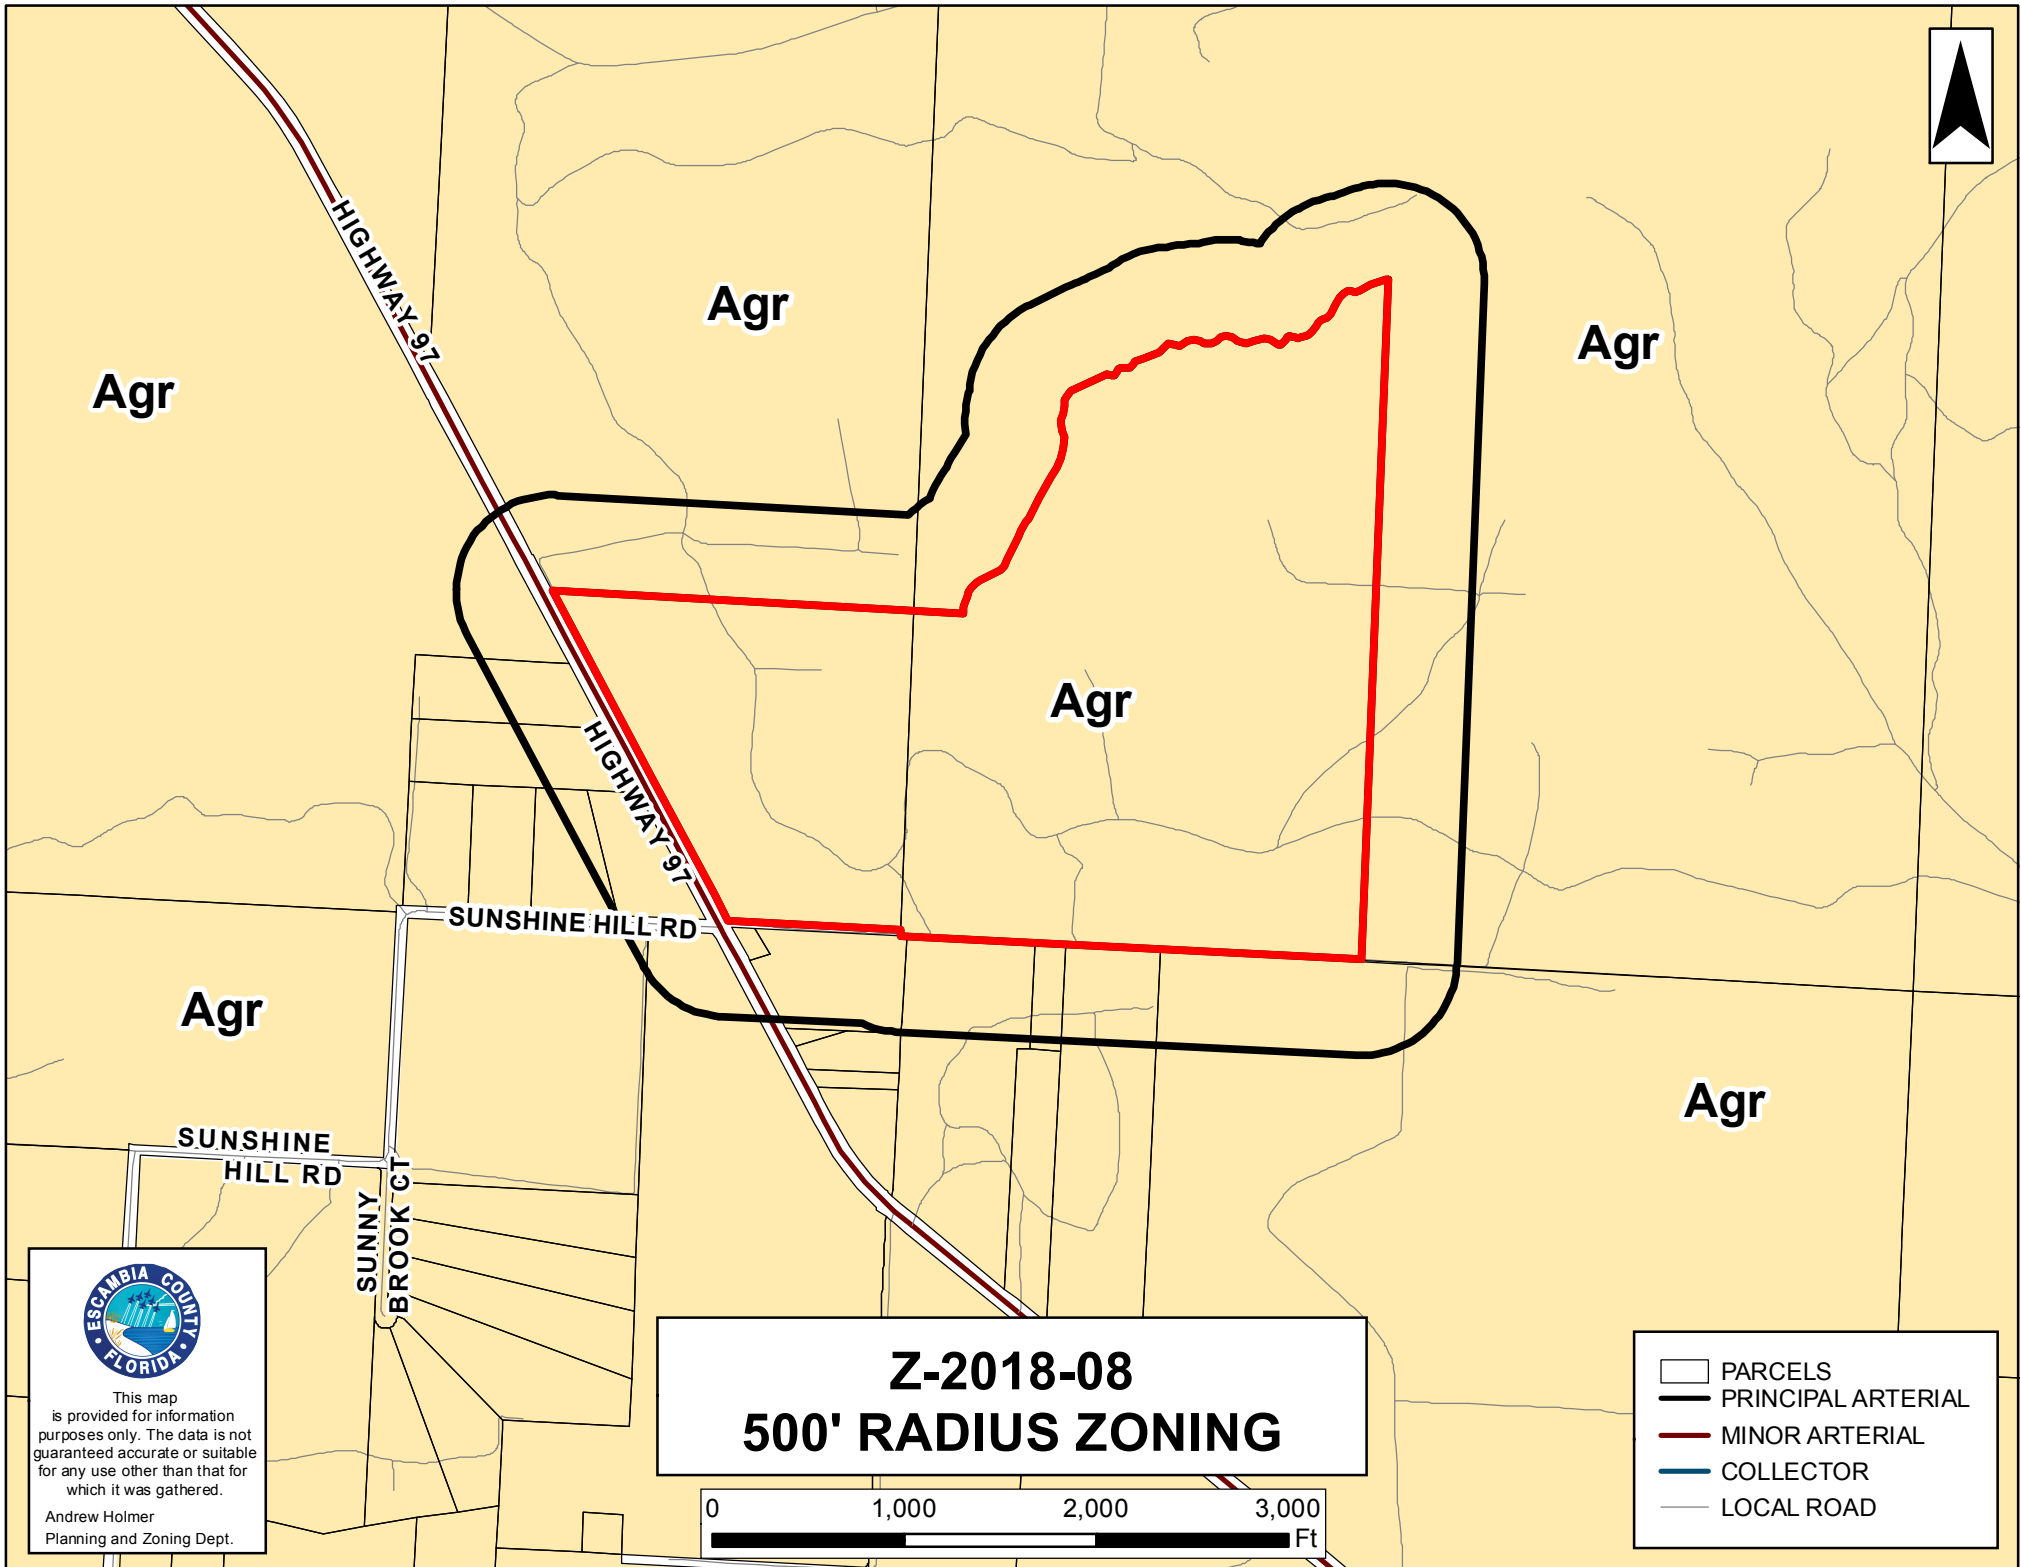 HIGHWAY 97
Agr
Agr
Agr
Agr
HIGHWAY 97
SUNSHINE HILL RD
Agr
Agr
SUNSHINE
HILL RD
SUNNY
BROOK CT
ESCAMBIA COUNTY
FLORIDA
This map
is provided for information
purposes only. The data is not
guaranteed accurate or suitable
for any use other than that for
which it was gathered.
Andrew Holmer
Planning and Zoning Dept.
Z-2018-08
500' RADIUS ZONING
0 1,000 2,000 3,000
Ft
PARCELS
PRINCIPAL ARTERIAL
MINOR ARTERIAL
COLLECTOR
LOCAL ROAD